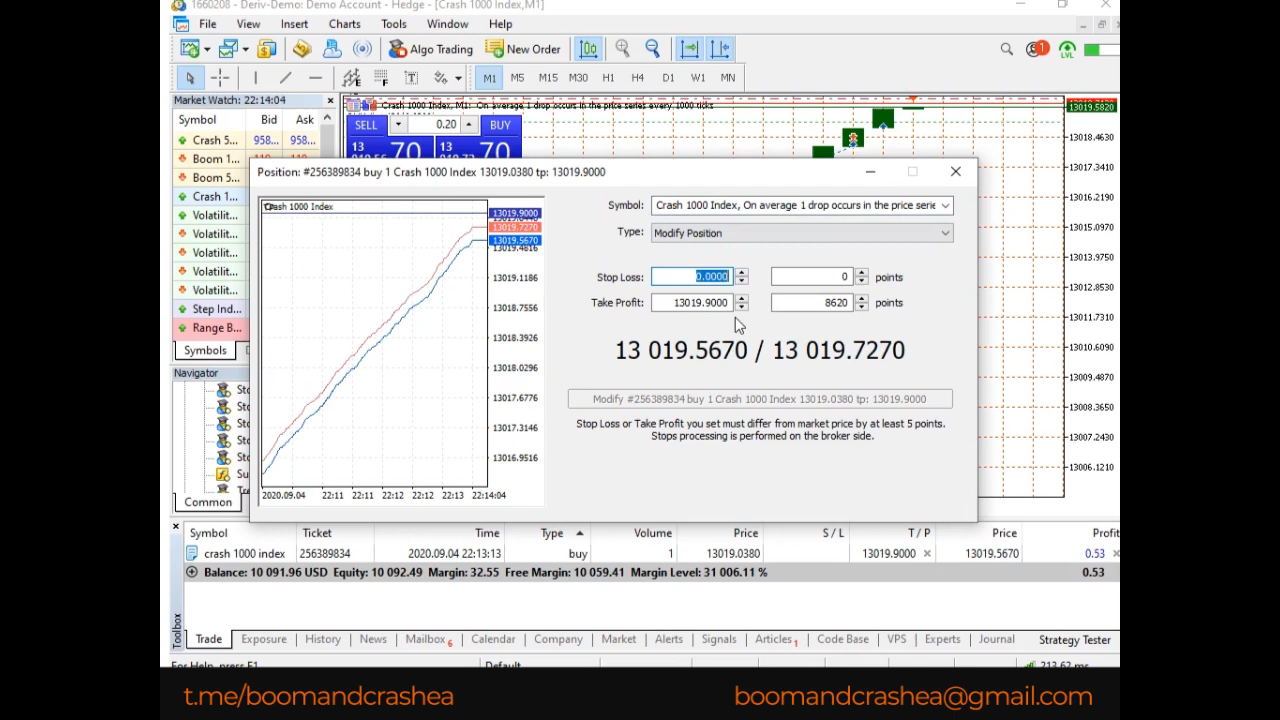 1660208 - Deriv-Demo: Demo Account - Hedge - [Crash 1000 Index,M1]
File View Insert Charts Tools Window Help
Algo Trading New Order 1 LVL
M1 M5 M15 M30 H1 H4 D1 W1 MN
Market Watch: 22:14:04
Symbol Bid Ask
Crash 5... 958... 958...
Boom 1...
Boom 5...
Crash 1...
Volatilit...
Volatilit...
Volatilit...
Volatilit...
Volatilit...
Step Ind...
Range B...
Symbols
Navigator
Common
Crash 1000 Index, M1: On average 1 drop occurs in the price series every 1000 ticks
SELL 0.20 BUY
13 70 13 70
13019.5820
13018.4630
13017.3410
13016.2190
13015.0970
13013.9750
13012.8530
13011.7310
13010.6090
13009.4870
13008.3650
13007.2430
13006.1210
Position: #256389834 buy 1 Crash 1000 Index 13019.0380 tp: 13019.9000
Crash 1000 Index
13019.9000
13019.7270
13019.5670
13019.4816
13019.1186
13018.7556
13018.3926
13018.0296
13017.6776
13017.3146
13016.9516
2020.09.04 22:11 22:11 22:12 22:12 22:13 22:14:04
Symbol: Crash 1000 Index, On average 1 drop occurs in the price serie
Type: Modify Position
Stop Loss: 0.0000 0 points
Take Profit: 13019.9000 8620 points
13 019.5670 / 13 019.7270
Modify #256389834 buy 1 Crash 1000 Index 13019.0380 tp: 13019.9000
Stop Loss or Take Profit you set must differ from market price by at least 5 points.
Stops processing is performed on the broker side.
Symbol Ticket Time Type Volume Price S / L T / P Price Profit
crash 1000 index 256389834 2020.09.04 22:13:13 buy 1 13019.0380 13019.9000 13019.5670 0.53
Balance: 10 091.96 USD Equity: 10 092.49 Margin: 32.55 Free Margin: 10 059.41 Margin Level: 31 006.11 % 0.53
Toolbox
Trade Exposure History News Mailbox 6 Calendar Company Market Alerts Signals Articles 1 Code Base VPS Experts Journal Strategy Tester
For Help, press F1 Default 213.62 ms
t.me/boomandcrashea boomandcrashea@gmail.com